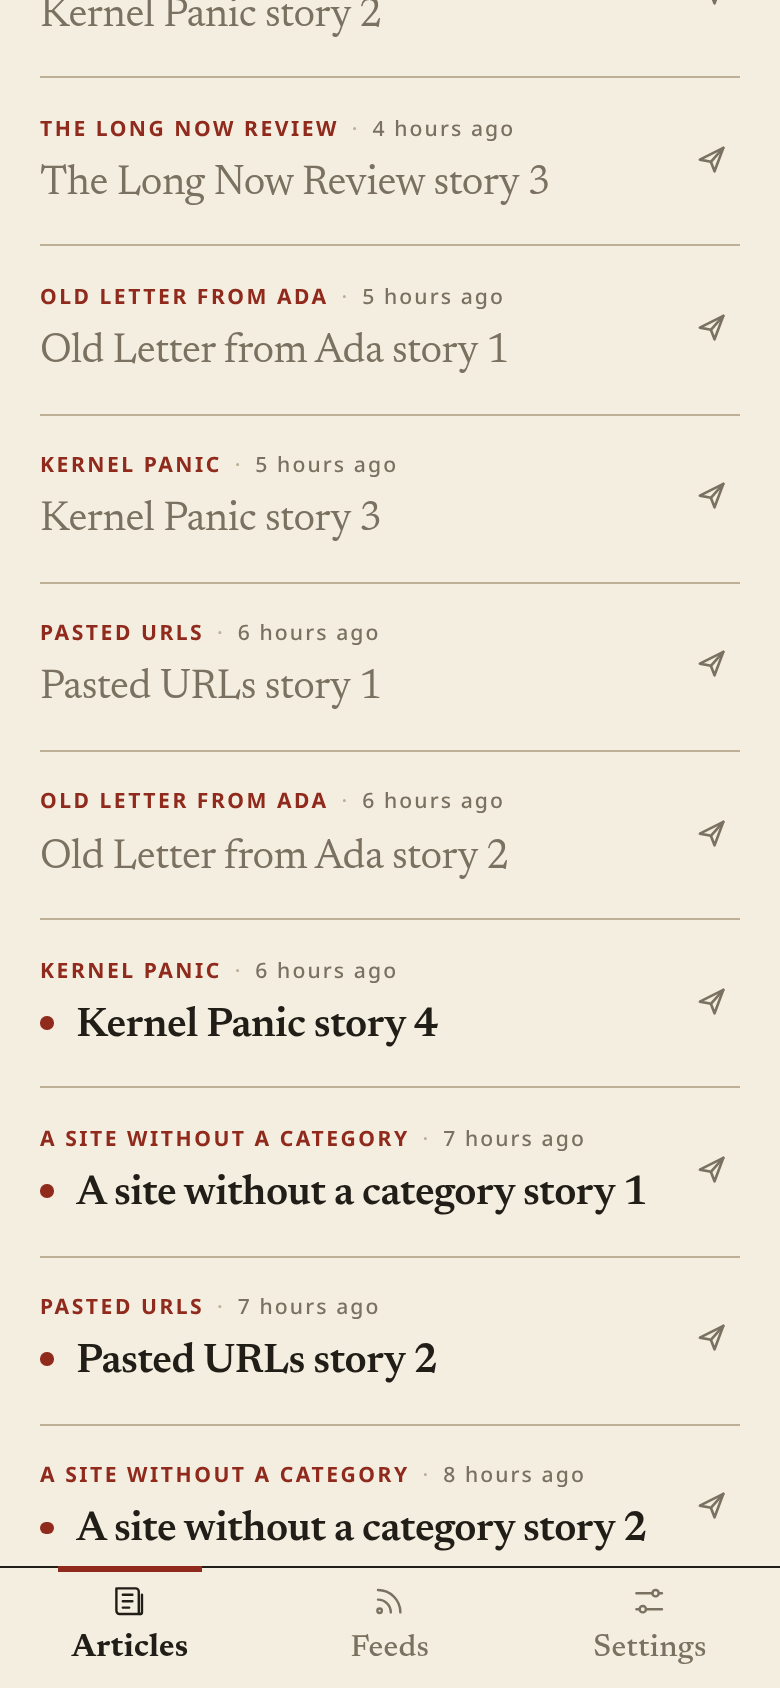 Kernel Panic story 2
THE LONG NOW REVIEW · 4 hours ago
The Long Now Review story 3
OLD LETTER FROM ADA · 5 hours ago
Old Letter from Ada story 1
KERNEL PANIC · 5 hours ago
Kernel Panic story 3
PASTED URLS · 6 hours ago
Pasted URLs story 1
OLD LETTER FROM ADA · 6 hours ago
Old Letter from Ada story 2
KERNEL PANIC · 6 hours ago
Kernel Panic story 4
A SITE WITHOUT A CATEGORY · 7 hours ago
A site without a category story 1
PASTED URLS · 7 hours ago
Pasted URLs story 2
A SITE WITHOUT A CATEGORY · 8 hours ago
A site without a category story 2
Articles Feeds Settings